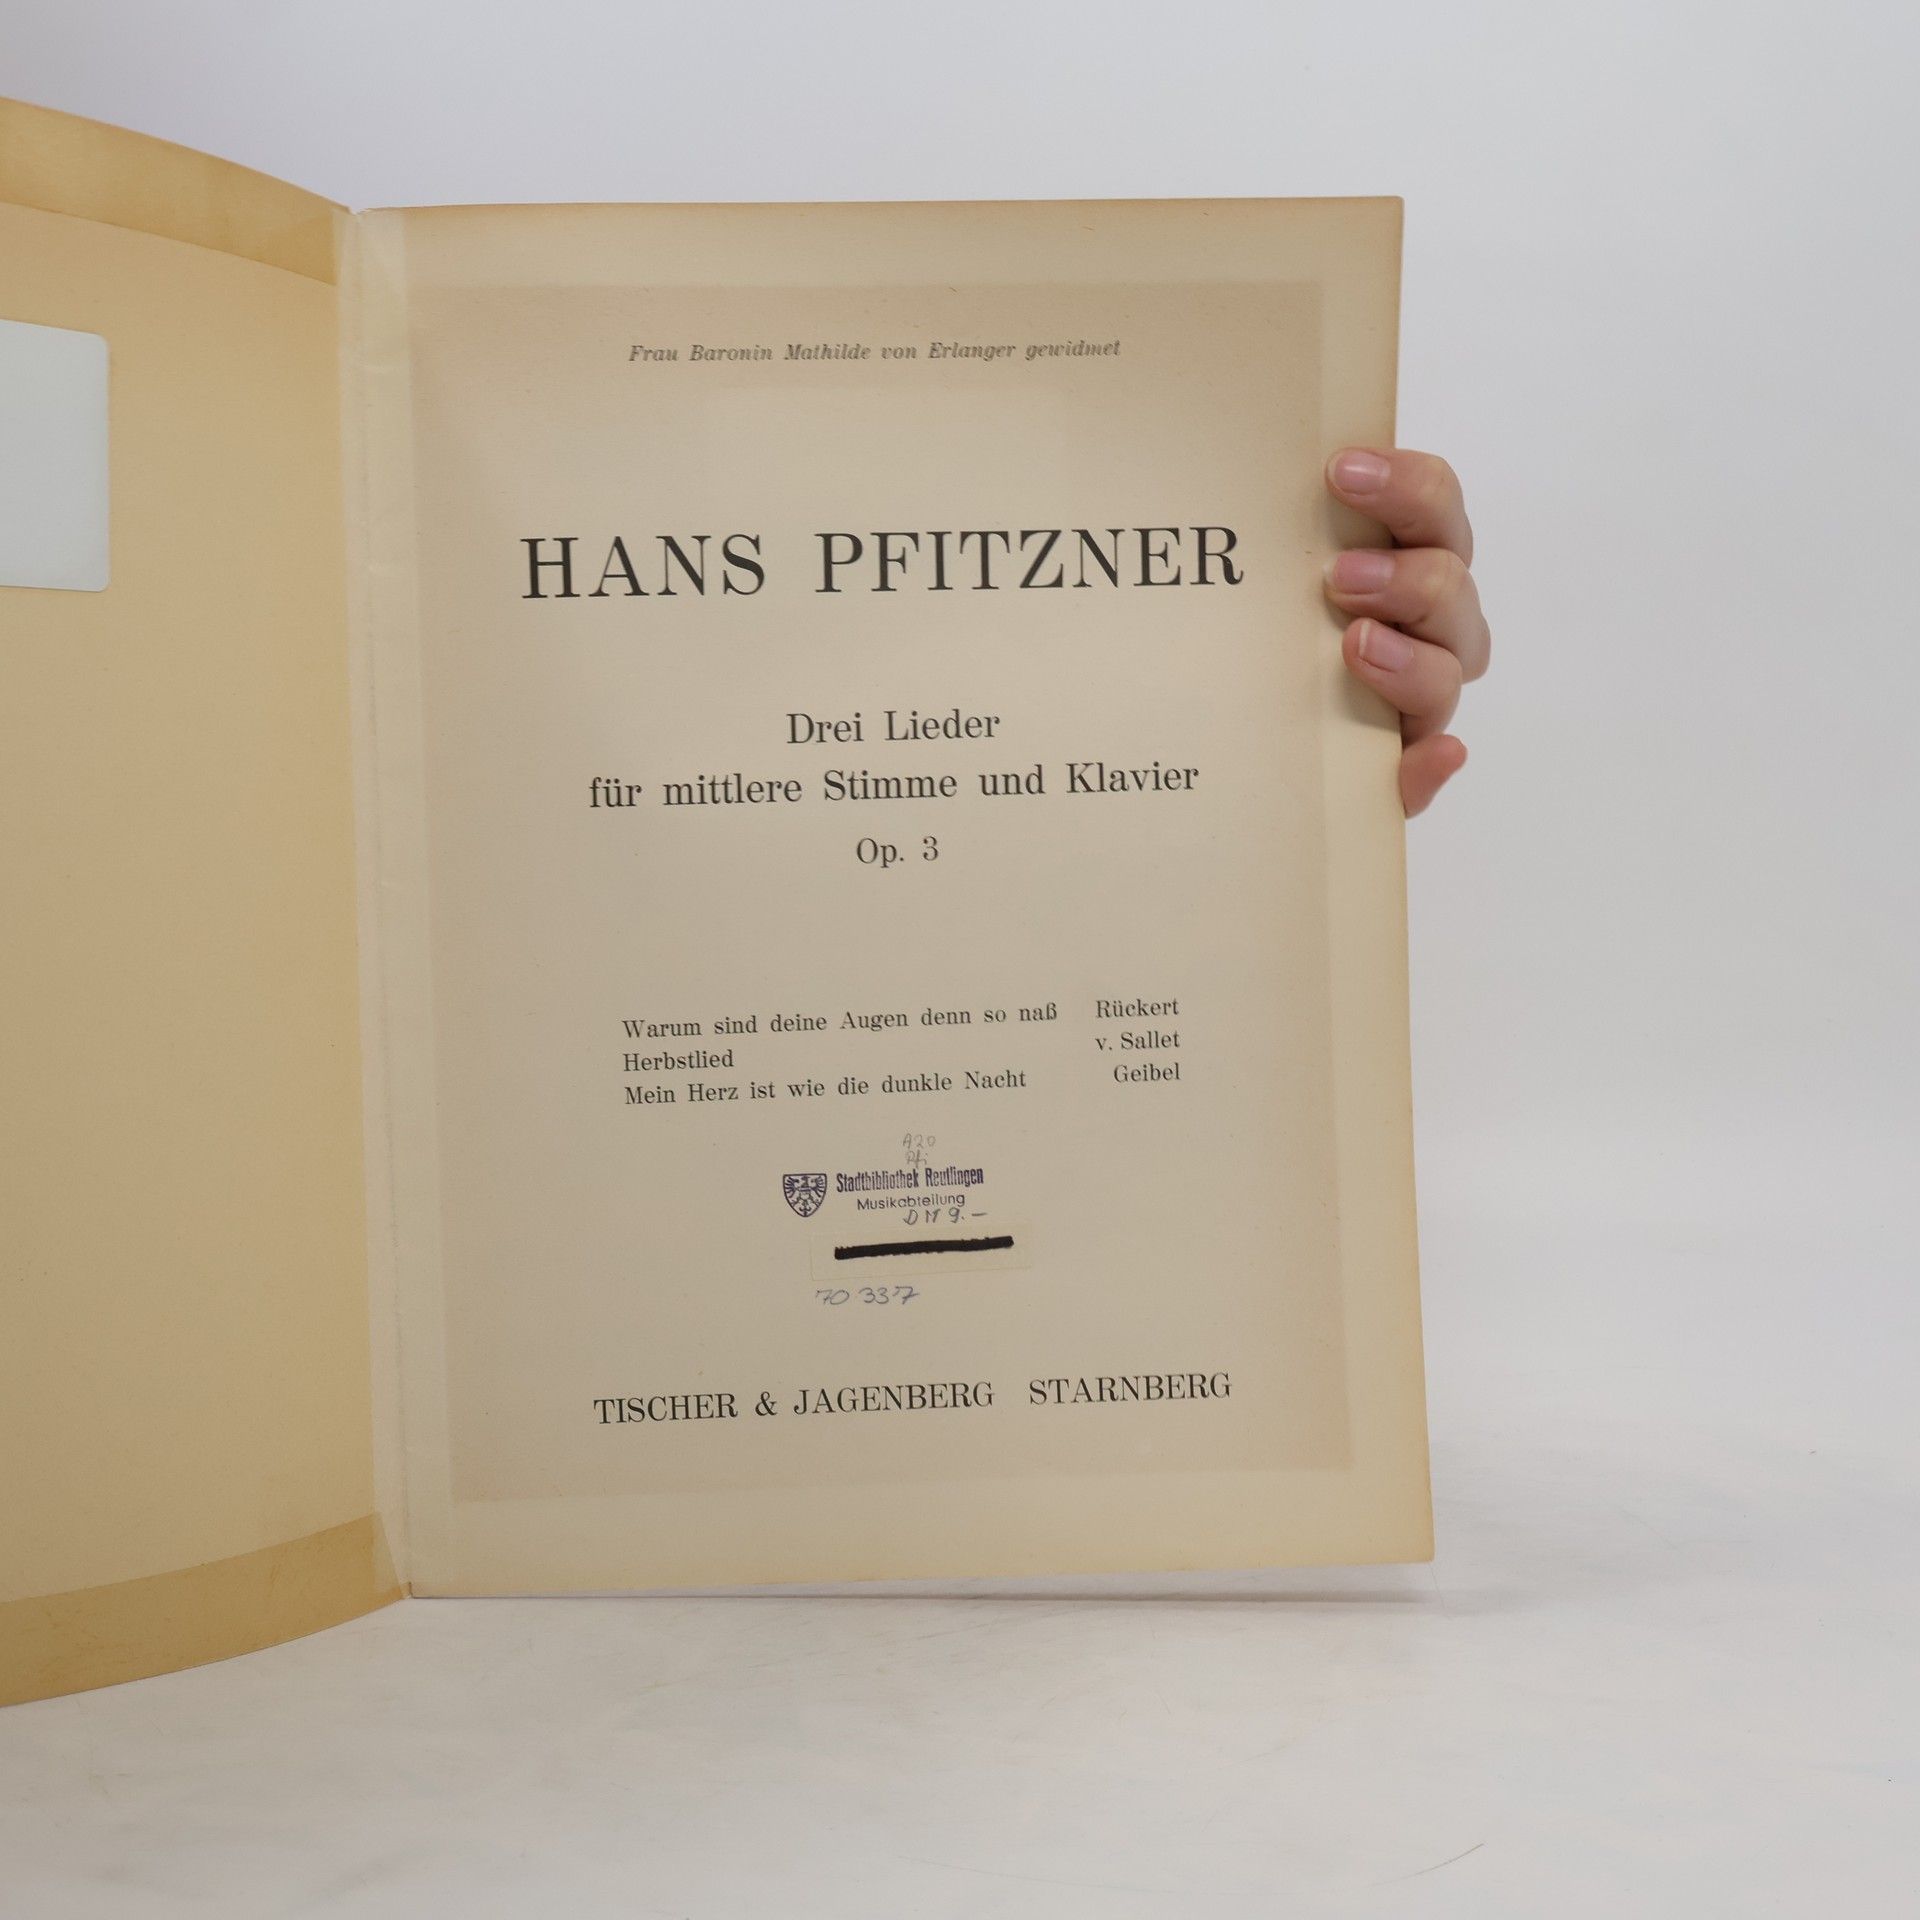 Frau Baronin Mathilde von Erlanger gewidmet
HANS PFITZNER
Drei Lieder
für mittlere Stimme und Klavier
Op. 3
Warum sind deine Augen denn so naß Rückert
Herbstlied v. Sallet
Mein Herz ist wie die dunkle Nacht Geibel
A20
Pfi
Stadtbibliothek Reutlingen
Musikabteilung
DM 9.—
70 337
TISCHER & JAGENBERG STARNBERG